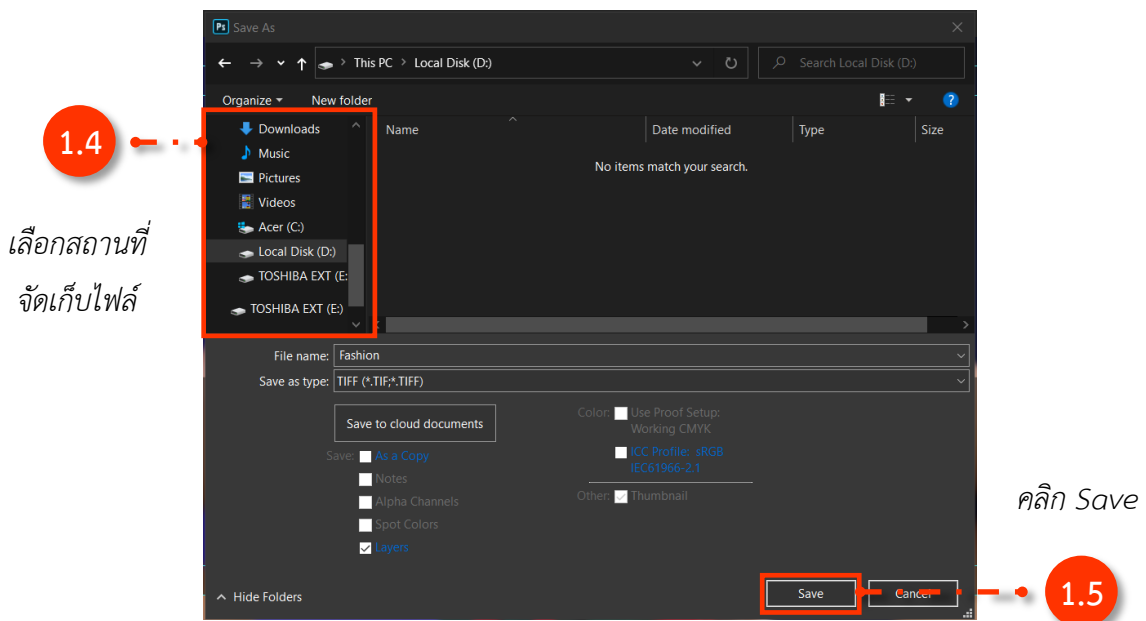 Ps Save As
This PC > Local Disk (D:)
Search Local Disk (D:)
Organize
New folder
?
1.4
เลือกสถานที่
จัดเก็บไฟล์
Downloads
Music
Pictures
Videos
Acer (C:)
Local Disk (D:)
TOSHIBA EXT (E:
TOSHIBA EXT (E:)
Name
Date modified
Type
Size
No items match your search.
File name: Fashion
Save as type: TIFF (*.TIF;*.TIFF)
Save to cloud documents
Save: As a Copy
Notes
Alpha Channels
Spot Colors
Layers
Color: Use Proof Setup:
Working CMYK
ICC Profile: sRGB
IEC61966-2.1
Other: Thumbnail
คลิก Save
1.5
Hide Folders
Save
Cancel